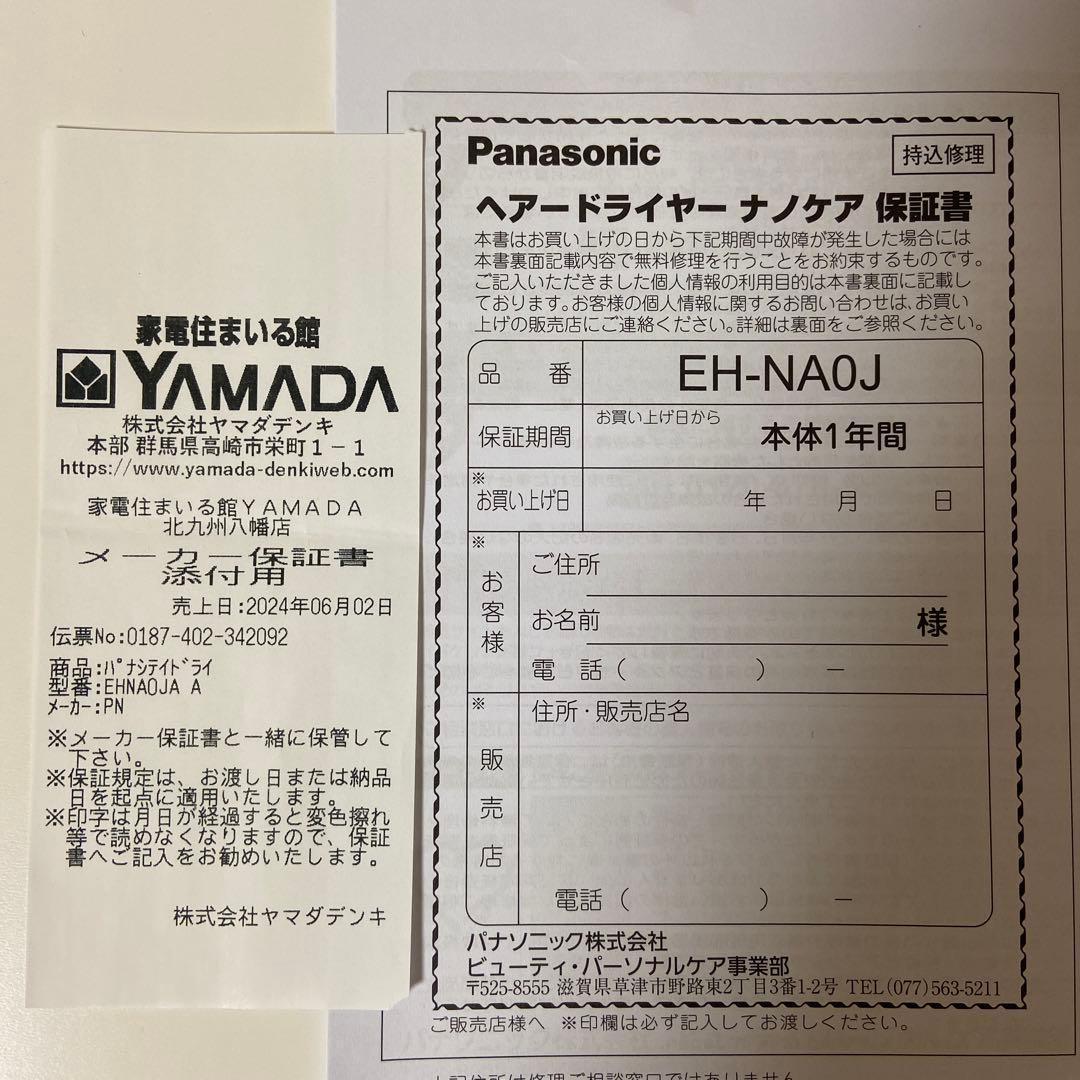 家電住まいる館
YAMADA
株式会社ヤマダデンキ
本部 群馬県高崎市栄町1-1
https://www.yamada-denkiweb.com
家電住まいる館YAMADA
北九州八幡店
メーカー保証書
添付用
売上日:2024年06月02日
伝票No:0187-402-342092
商品:パナシテイドライ
型番:EHNA0JA A
メーカー:PN
※メーカー保証書と一緒に保管して
下さい。
※保証規定は、お渡し日または納品
日を起点に適用いたします。
※印字は月日が経過すると変色擦れ
等で読めなくなりますので、保証
書へご記入をお勧めいたします。
株式会社ヤマダデンキ
Panasonic
持込修理
ヘアードライヤー ナノケア 保証書
本書はお買い上げの日から下記期間中故障が発生した場合には
本書裏面記載内容で無料修理を行うことをお約束するものです。
ご記入いただきました個人情報の利用目的は本書裏面に記載し
ております。お客様の個人情報に関するお問い合わせは、お買い
上げの販売店にご連絡ください。詳細は裏面をご参照ください。
品番 EH-NA0J
保証期間 お買い上げ日から 本体1年間
※お買い上げ日 年 月 日
※お客様
ご住所
お名前 様
電話( ) ー
※販売店
住所・販売店名
電話( ) ー
パナソニック株式会社
ビューティ・パーソナルケア事業部
〒525-8555 滋賀県草津市野路東2丁目3番1-2号 TEL(077)563-5211
ご販売店様へ ※印欄は必ず記入してお渡しください。
上記住所は修理ご相談窓口ではありません